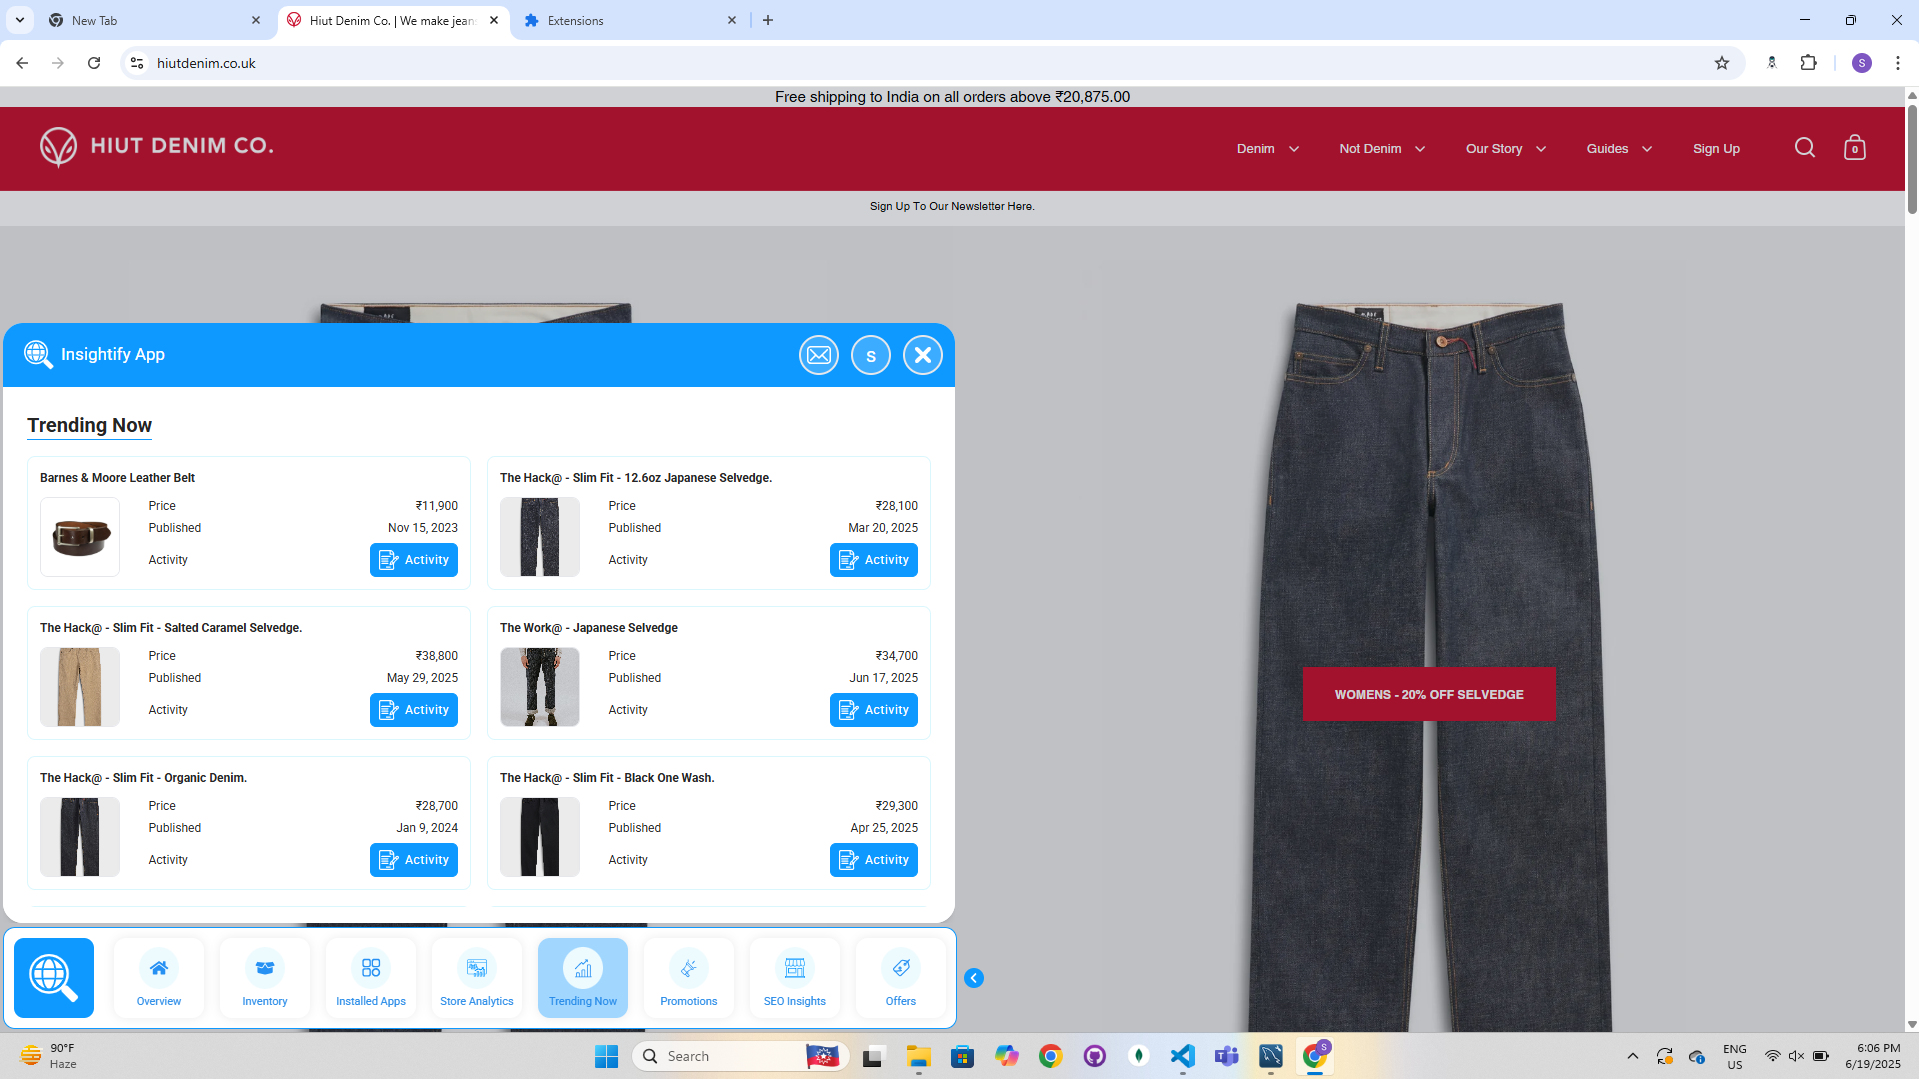 New Tab
Hiut Denim Co. | We make jean
Extensions
hiutdenim.co.uk
S
Free shipping to India on all orders above ₹20,875.00
HIUT DENIM CO.
Denim
Not Denim
Our Story
Guides
Sign Up
0
Sign Up To Our Newsletter Here.
Insightify App
S
Trending Now
Barnes & Moore Leather Belt
Price ₹11,900
Published Nov 15, 2023
Activity Activity
The Hack@ - Slim Fit - 12.6oz Japanese Selvedge.
Price ₹28,100
Published Mar 20, 2025
Activity Activity
The Hack@ - Slim Fit - Salted Caramel Selvedge.
Price ₹38,800
Published May 29, 2025
Activity Activity
The Work@ - Japanese Selvedge
Price ₹34,700
Published Jun 17, 2025
Activity Activity
The Hack@ - Slim Fit - Organic Denim.
Price ₹28,700
Published Jan 9, 2024
Activity Activity
The Hack@ - Slim Fit - Black One Wash.
Price ₹29,300
Published Apr 25, 2025
Activity Activity
WOMENS - 20% OFF SELVEDGE
Overview
Inventory
Installed Apps
Store Analytics
Trending Now
Promotions
SEO Insights
Offers
90°F
Haze
Search
S
ENG
US
6:06 PM
6/19/2025